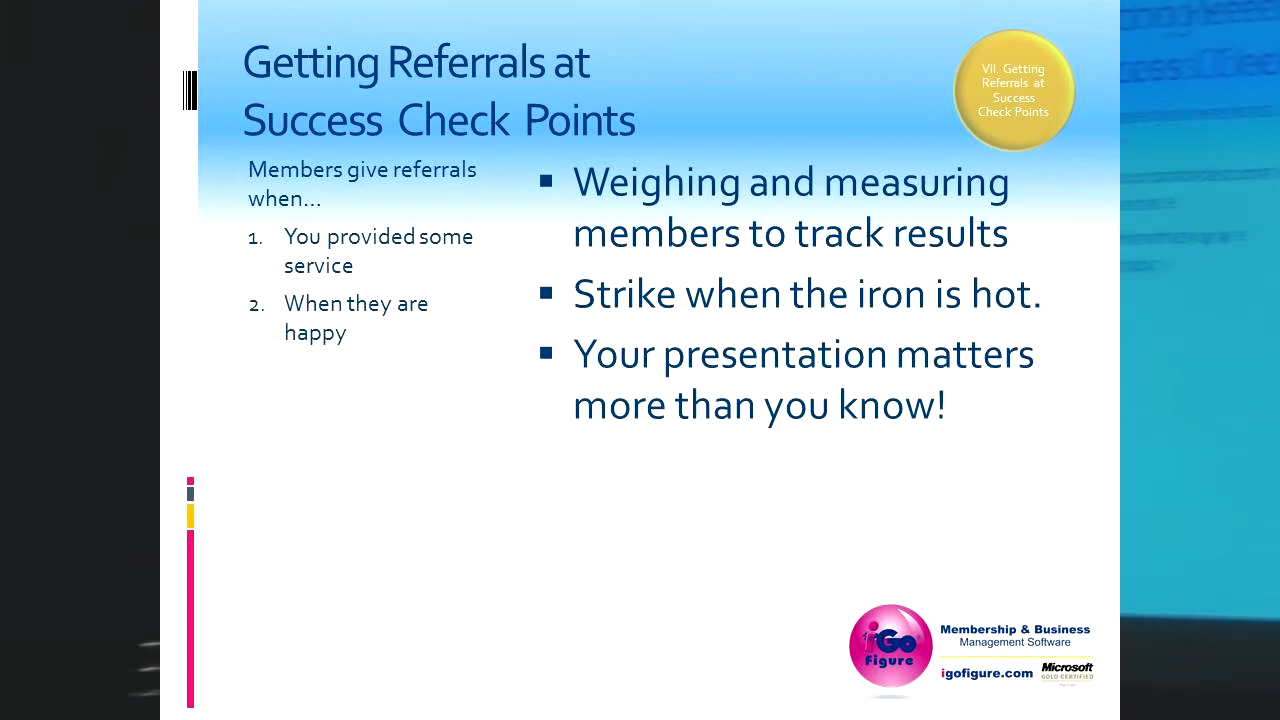 Getting Referrals at
Success Check Points
VII. Getting
Referrals at
Success
Check Points
Members give referrals
when...
1. You provided some
service
2. When they are
happy
▪ Weighing and measuring
members to track results
▪ Strike when the iron is hot.
▪ Your presentation matters
more than you know!
iGo
Figure
Membership & Business
Management Software
igofigure.com
Microsoft
GOLD CERTIFIED